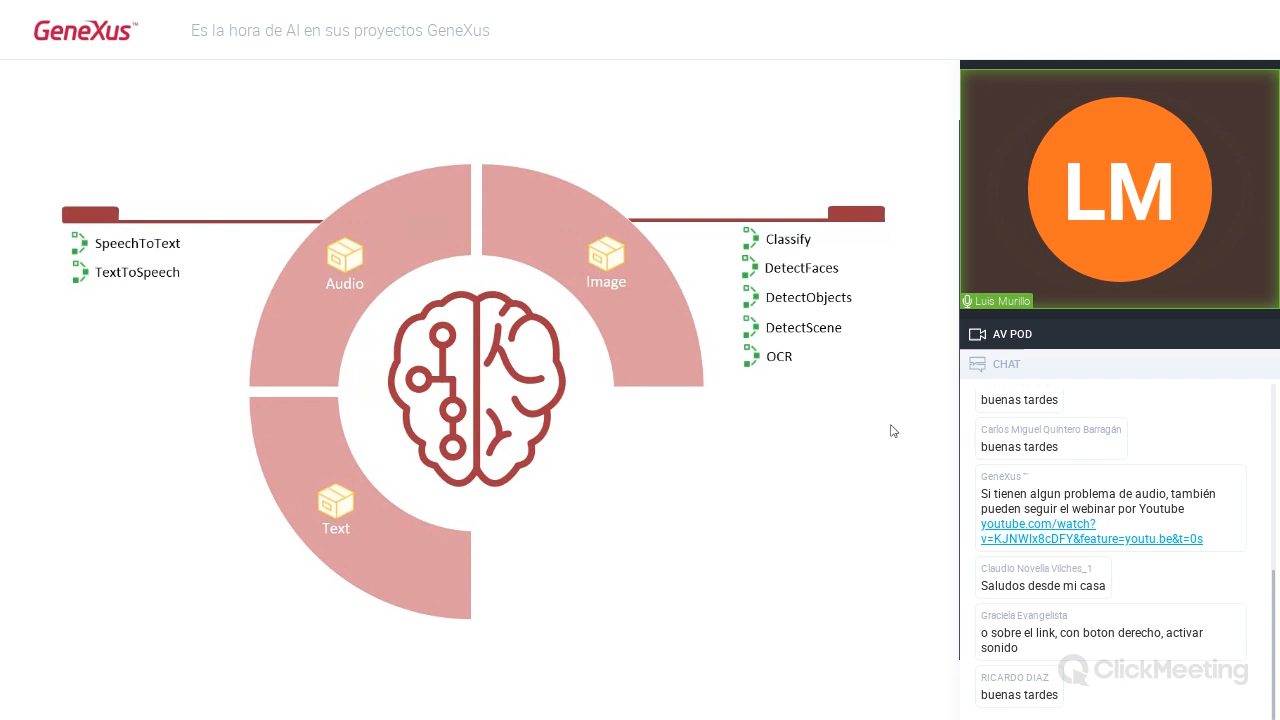 GeneXus™
Es la hora de AI en sus proyectos GeneXus
SpeechToText
TextToSpeech
Audio
Image
Text
Classify
DetectFaces
DetectObjects
DetectScene
OCR
LM
Luis Murillo
AV POD
CHAT
buenas tardes
Carlos Miguel Quintero Barragán
buenas tardes
GeneXus ™
Si tienen algun problema de audio, también
pueden seguir el webinar por Youtube
youtube.com/watch?
v=KJNWIx8cDFY&feature=youtu.be&t=0s
Claudio Novella Vilches_1
Saludos desde mi casa
Graciela Evangelista
o sobre el link, con boton derecho, activar
sonido
ClickMeeting
RICARDO DIAZ
buenas tardes